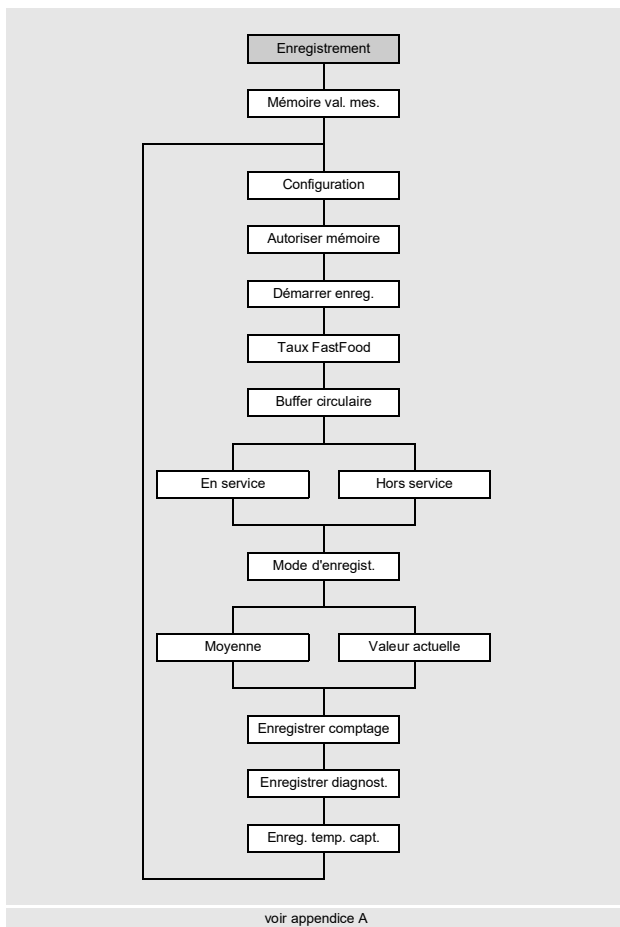 Enregistrement
Mémoire val. mes.
Configuration
Autoriser mémoire
Démarrer enreg.
Taux FastFood
Buffer circulaire
En service
Hors service
Mode d'enregist.
Moyenne
Valeur actuelle
Enregistrer comptage
Enregistrer diagnost.
Enreg. temp. capt.
voir appendice A